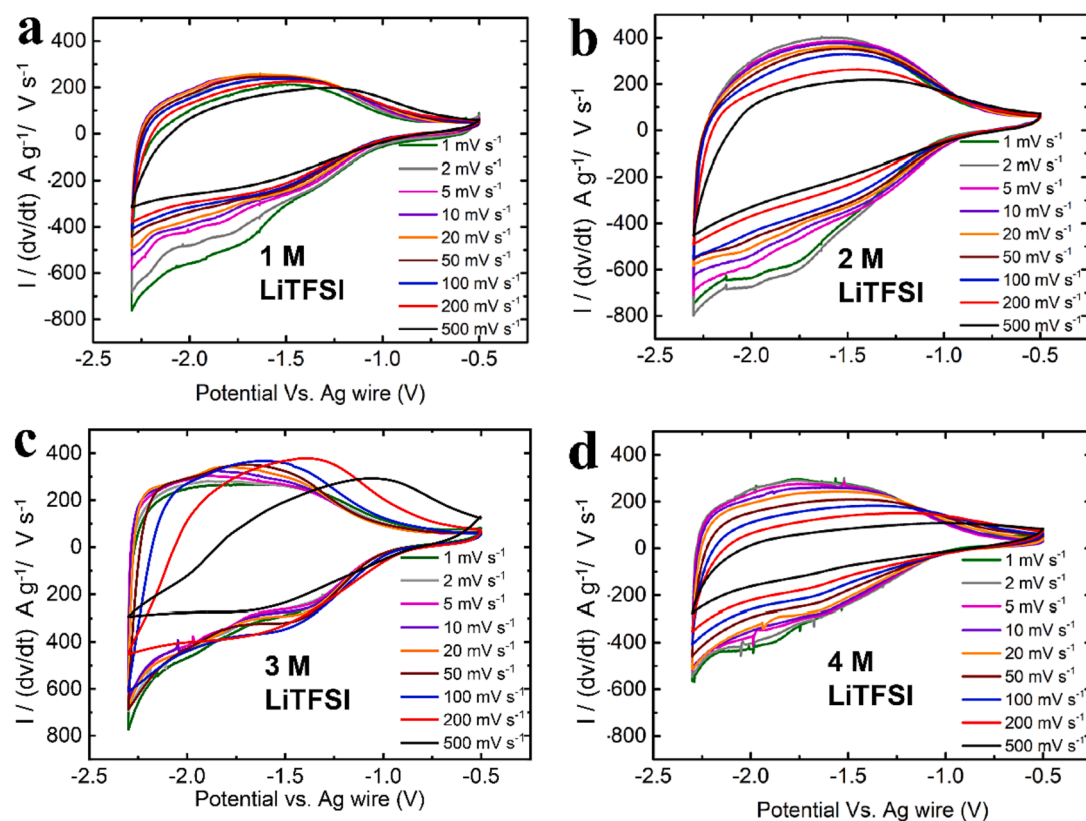 a
I / (dv/dt) A g⁻¹/ V s⁻¹
400
200
0
-200
-400
-600
-800
-2.5
-2.0
-1.5
-1.0
-0.5
Potential Vs. Ag wire (V)
1 M
LiTFSI
1 mV s⁻¹
2 mV s⁻¹
5 mV s⁻¹
10 mV s⁻¹
20 mV s⁻¹
50 mV s⁻¹
100 mV s⁻¹
200 mV s⁻¹
500 mV s⁻¹
b
I / (dv/dt) A g⁻¹/ V s⁻¹
400
200
0
-200
-400
-600
-800
-2.5
-2.0
-1.5
-1.0
-0.5
Potential Vs. Ag wire (V)
2 M
LiTFSI
1 mV s⁻¹
2 mV s⁻¹
5 mV s⁻¹
10 mV s⁻¹
20 mV s⁻¹
50 mV s⁻¹
100 mV s⁻¹
200 mV s⁻¹
500 mV s⁻¹
c
I / (dv/dt) A g⁻¹/ V s⁻¹
400
200
0
200
400
600
800
-2.5
-2.0
-1.5
-1.0
-0.5
Potential vs. Ag wire (V)
3 M
LiTFSI
1 mV s⁻¹
2 mV s⁻¹
5 mV s⁻¹
10 mV s⁻¹
20 mV s⁻¹
50 mV s⁻¹
100 mV s⁻¹
200 mV s⁻¹
500 mV s⁻¹
d
I / (dv/dt) A g⁻¹/ V s⁻¹
400
200
0
-200
-400
-600
-800
-2.5
-2.0
-1.5
-1.0
-0.5
Potential Vs. Ag wire (V)
4 M
LiTFSI
1 mV s⁻¹
2 mV s⁻¹
5 mV s⁻¹
10 mV s⁻¹
20 mV s⁻¹
50 mV s⁻¹
100 mV s⁻¹
200 mV s⁻¹
500 mV s⁻¹